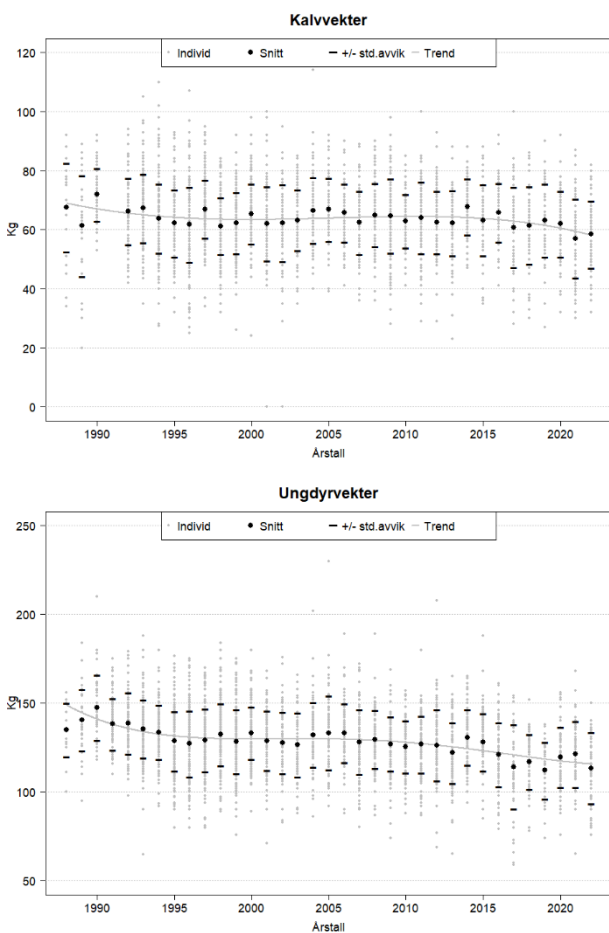 Kalvvekter
Individ Snitt +/- std.avvik Trend
120
100
80
60
40
20
0
Kg
1990 1995 2000 2005 2010 2015 2020
Årstall
Ungdyrvekter
Individ Snitt +/- std.avvik Trend
250
200
150
100
50
Kg
1990 1995 2000 2005 2010 2015 2020
Årstall